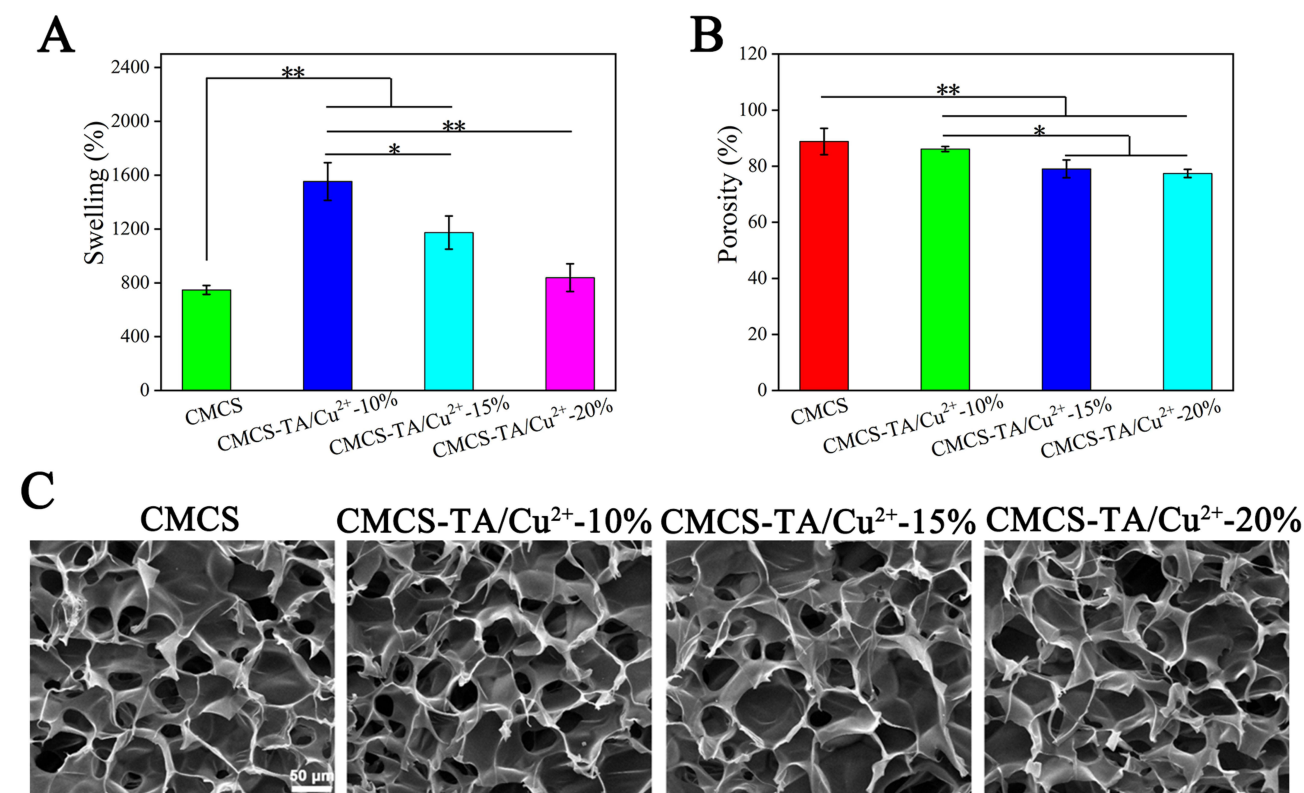 A
B
Swelling (%)
2400
2000
1600
1200
800
400
0
**
**
*
CMCS
CMCS-TA/Cu²⁺-10%
CMCS-TA/Cu²⁺-15%
CMCS-TA/Cu²⁺-20%
Porosity (%)
120
100
80
60
40
20
0
**
*
CMCS
CMCS-TA/Cu²⁺-10%
CMCS-TA/Cu²⁺-15%
CMCS-TA/Cu²⁺-20%
C
CMCS
CMCS-TA/Cu²⁺-10%
CMCS-TA/Cu²⁺-15%
CMCS-TA/Cu²⁺-20%
50 μm